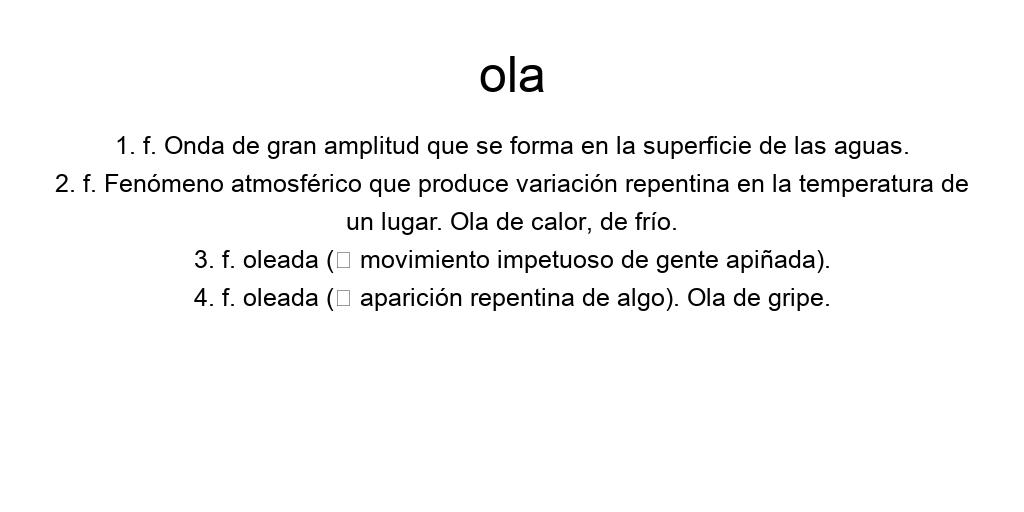 ola
1. f. Onda de gran amplitud que se forma en la superficie de las aguas.
2. f. Fenómeno atmosférico que produce variación repentina en la temperatura de
un lugar. Ola de calor, de frío.
3. f. oleada (□ movimiento impetuoso de gente apiñada).
4. f. oleada (□ aparición repentina de algo). Ola de gripe.